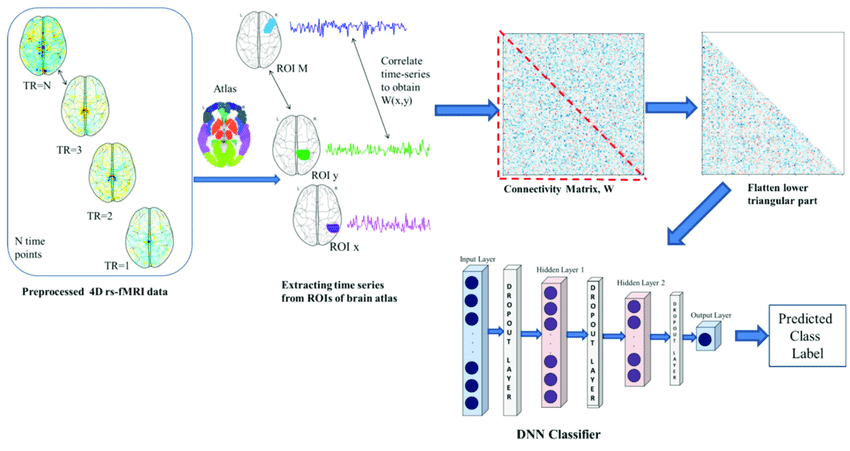 TR=N
TR=3
TR=2
TR=1
N time
points
Preprocessed 4D rs-fMRI data
Atlas
L
R
L
R
ROI M
L
R
ROI y
L
R
ROI x
Extracting time series
from ROIs of brain atlas
Correlate
time-series
to obtain
W(x,y)
Connectivity Matrix, W
Flatten lower
triangular part
Input Layer
DROPOUT LAYER
Hidden Layer 1
DROPOUT LAYER
Hidden Layer 2
DROPOUT LAYER
Output Layer
Predicted
Class
Label
DNN Classifier